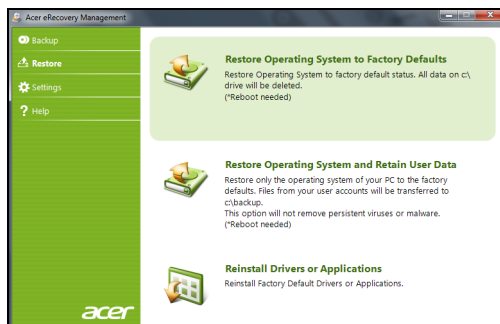 Acer eRecovery Management
Backup
Restore
Settings
Help
Restore Operating System to Factory Defaults
Restore Operating System to factory default status. All data on c:\
drive will be deleted.
(*Reboot needed)
Restore Operating System and Retain User Data
Restore only the operating system of your PC to the factory
defaults. Files from your user accounts will be transferred to
c:\backup.
This option will not remove persistent viruses or malware.
(*Reboot needed)
Reinstall Drivers or Applications
Reinstall Factory Default Drivers or Applications.
acer